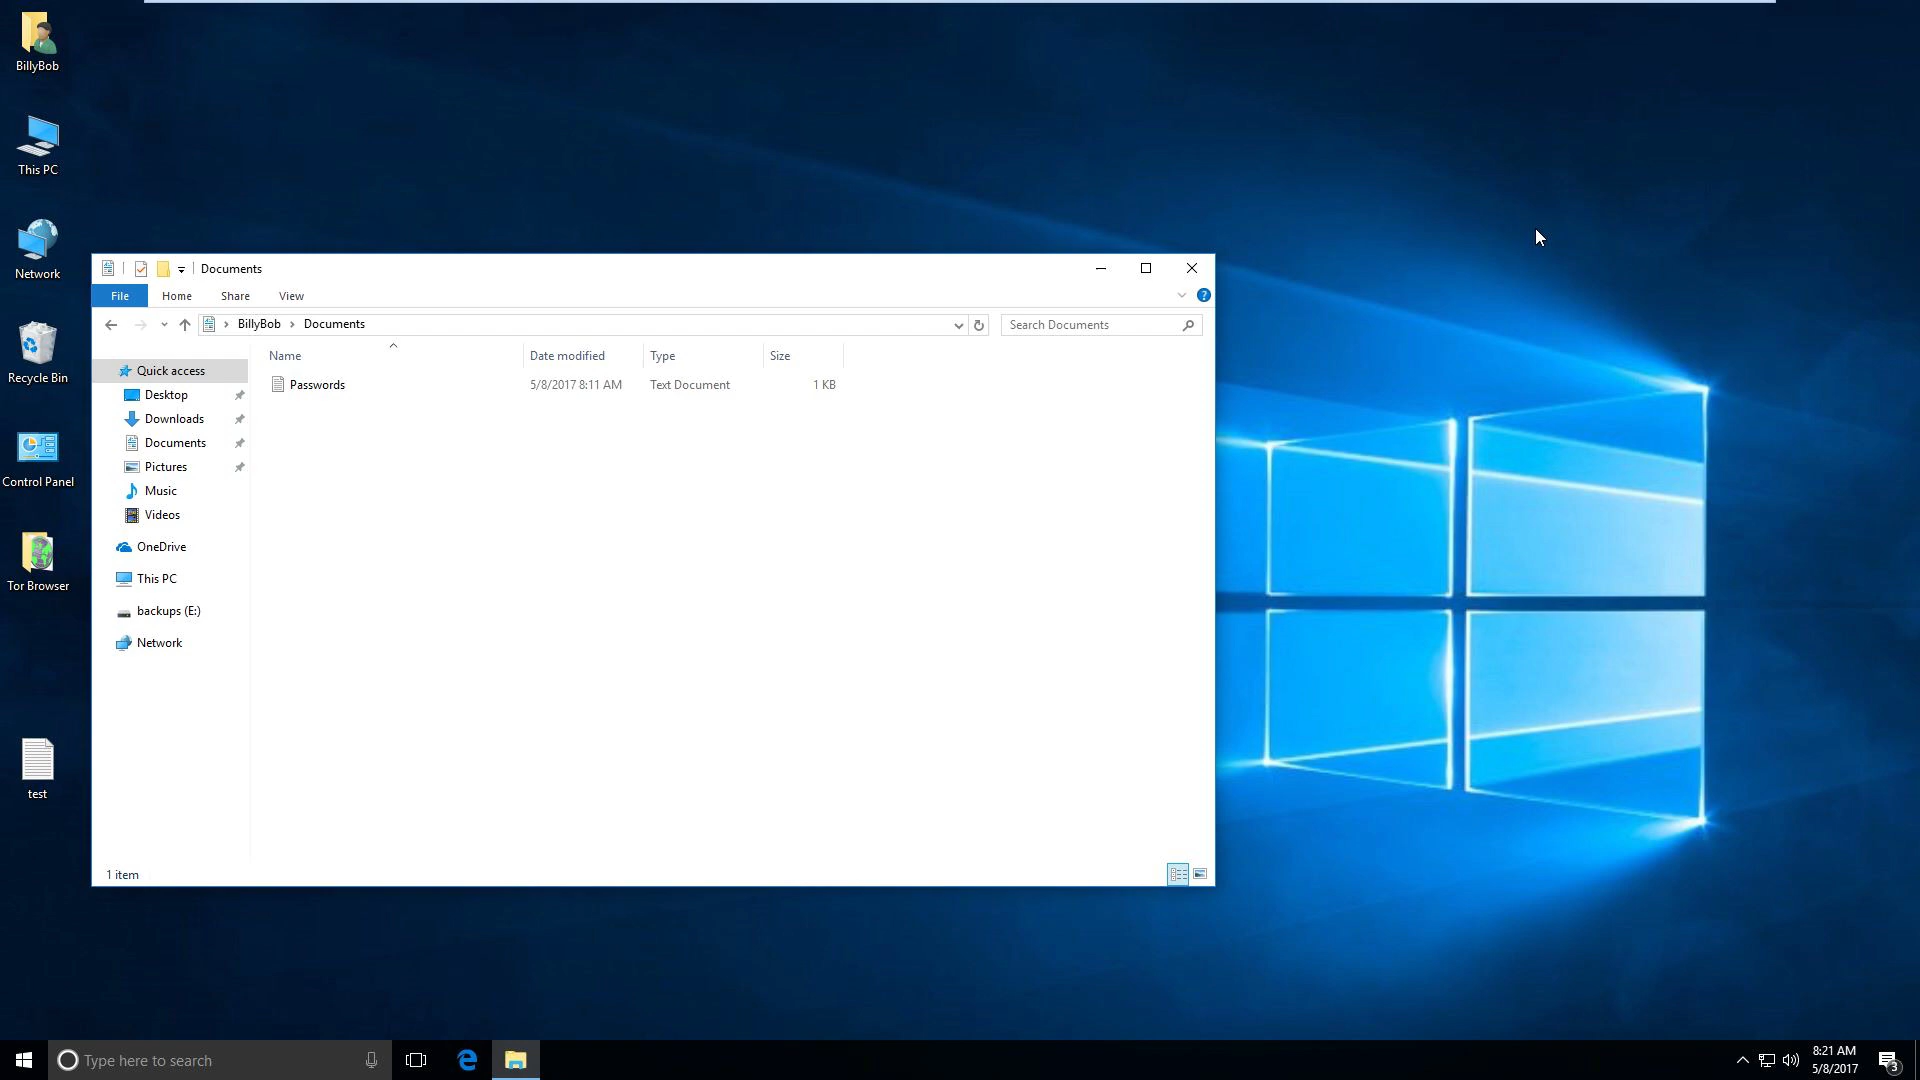 BillyBob
This PC
Network
Recycle Bin
Control Panel
Tor Browser
test
Documents
File Home Share View
BillyBob Documents
Search Documents
Name Date modified Type Size
Passwords 5/8/2017 8:11 AM Text Document 1 KB
Quick access
Desktop
Downloads
Documents
Pictures
Music
Videos
OneDrive
This PC
backups (E:)
Network
1 item
Type here to search
8:21 AM
5/8/2017
3